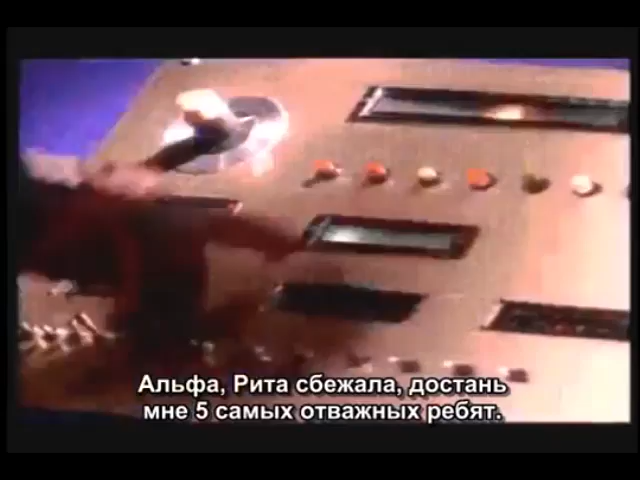 Альфа, Рита сбежала, достань
мне 5 самых отважных ребят.